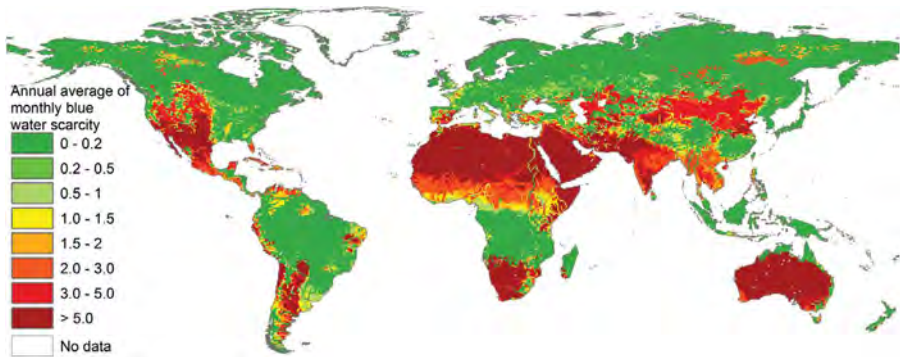 Annual average of
monthly blue
water scarcity
0 - 0.2
0.2 - 0.5
0.5 - 1
1.0 - 1.5
1.5 - 2
2.0 - 3.0
3.0 - 5.0
> 5.0
No data